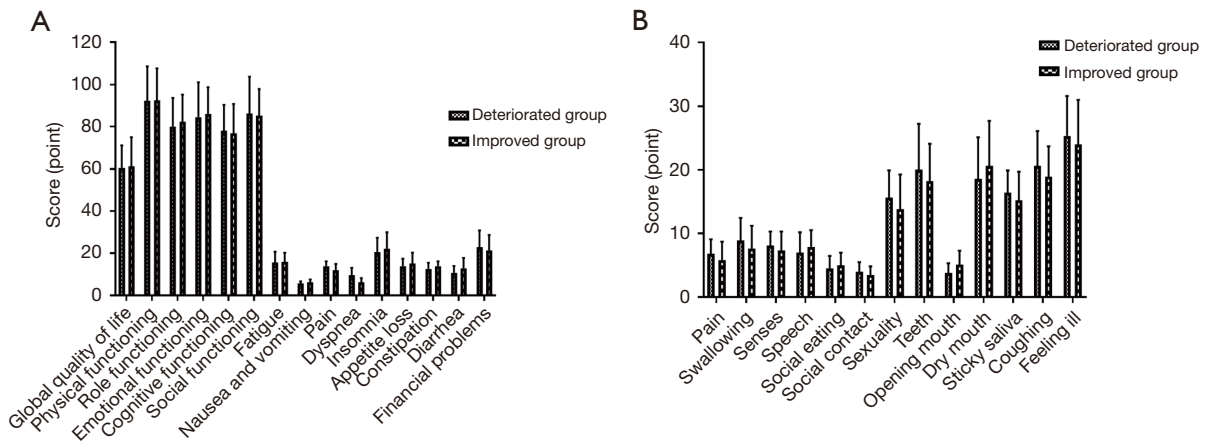 A
120
100
80
60
40
20
0
Score (point)
Deteriorated group
Improved group
Global quality of life
Physical functioning
Role functioning
Emotional functioning
Cognitive functioning
Social functioning
Fatigue
Nausea and vomiting
Pain
Dyspnea
Insomnia
Appetite loss
Constipation
Diarrhea
Financial problems
B
40
30
20
10
0
Score (point)
Deteriorated group
Improved group
Pain
Swallowing
Senses
Speech
Social eating
Social contact
Sexuality
Teeth
Opening mouth
Dry mouth
Sticky saliva
Coughing
Feeling ill